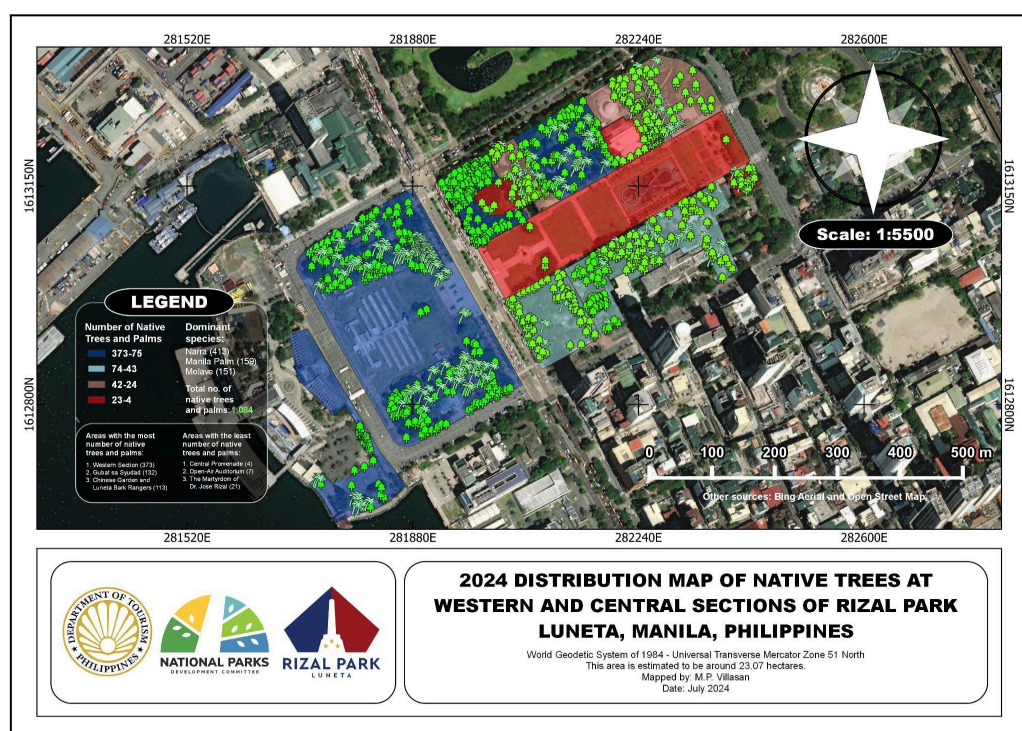 281520E
281880E
282240E
282600E
1613150N
1613150N
Scale: 1:5500
LEGEND
Number of Native
Trees and Palms
373-75
74-43
42-24
23-4
Dominant
species:
Narra (413)
Manila Palm (159)
Molave (151)
Total no. of
native trees
and palms:1,084
Areas with the most
number of native
trees and palms:
1. Western Section (373)
2. Gubat sa Syudad (132)
3. Chinese Garden and
Luneta Bark Rangers (113)
Areas with the least
number of native
trees and palms:
1. Central Promenade (4)
2. Open-Air Auditorium (7)
3. The Martyrdom of
Dr. Jose Rizal (21)
1612800N
1612800N
0 100 200 300 400 500 m
Other sources: Bing Aerial and Open Street Map.
281520E
281880E
282240E
282600E
DEPARTMENT OF TOURISM
PHILIPPINES
NATIONAL PARKS
DEVELOPMENT COMMITTEE
RIZAL PARK
LUNETA
2024 DISTRIBUTION MAP OF NATIVE TREES AT
WESTERN AND CENTRAL SECTIONS OF RIZAL PARK
LUNETA, MANILA, PHILIPPINES
World Geodetic System of 1984 - Universal Transverse Mercator Zone 51 North
This area is estimated to be around 23.07 hectares.
Mapped by: M.P. Villasan
Date: July 2024